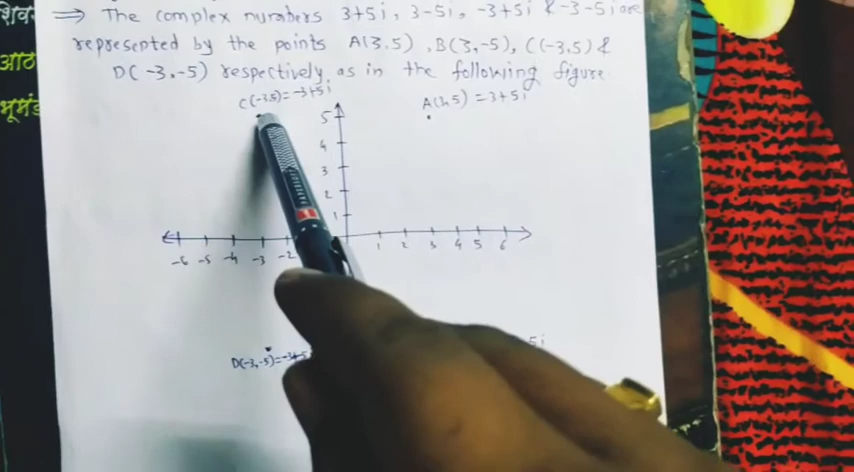 ⇒ The complex numbers 3+5i, 3-5i, -3+5i & -3-5i are
represented by the points A(3,5), B(3,-5), C(-3,5) &
D(-3,-5) respectively, as in the following figure
C(-3,5)=-3+5i
A(3,5)=3+5i
5
4
3
2
1
-6 -5 -4 -3 -2
1 2 3 4 5 6
5i
D(-3,-5)=-3+5
शिव
आठ
भूमंड